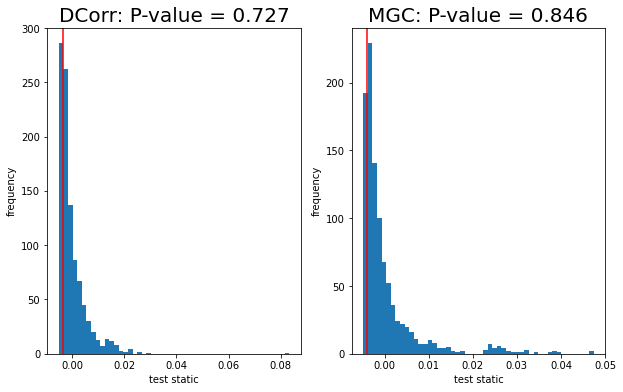 DCorr: P-value = 0.727
frequency
300
250
200
150
100
50
0
0.00 0.02 0.04 0.06 0.08
test static
MGC: P-value = 0.846
frequency
200
150
100
50
0
0.00 0.01 0.02 0.03 0.04 0.05
test static